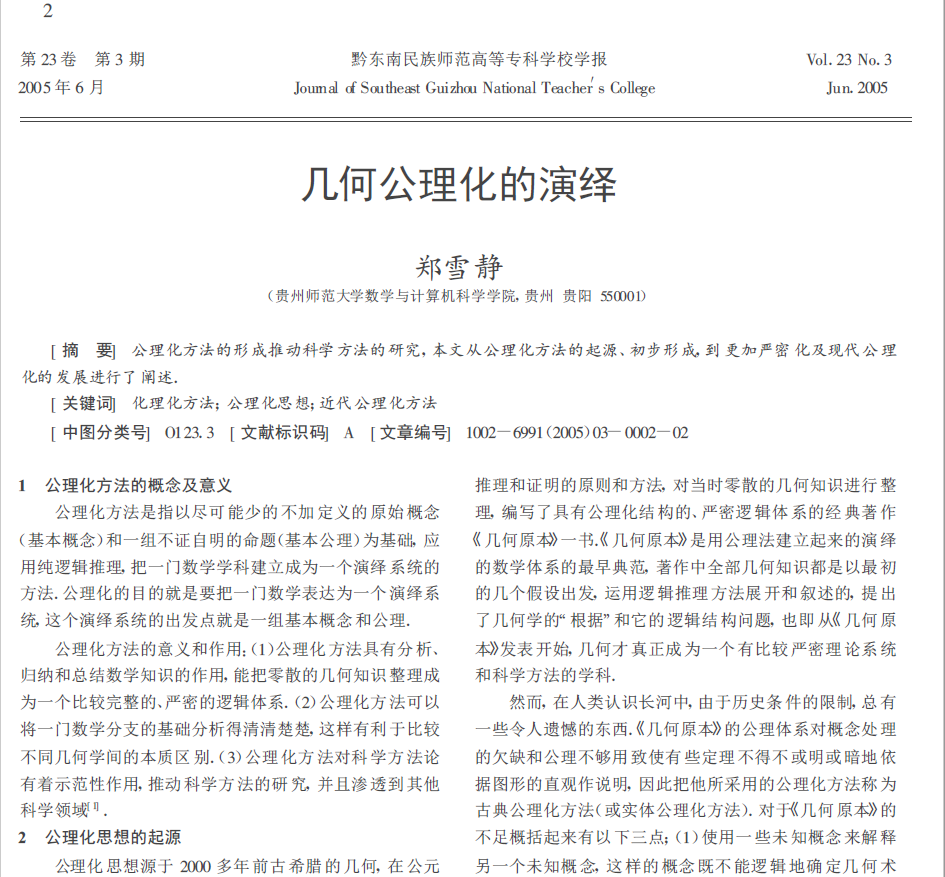 2
第 23 卷 第 3 期 黔东南民族师范高等专科学校学报 Vol. 23 No. 3
2005 年 6 月 Journal of Southeast Guizhou National Teacher′s College Jun. 2005
几何公理化的演绎
郑雪静
(贵州师范大学数学与计算机科学学院, 贵州 贵阳 550001)
[摘 要] 公理化方法的形成推动科学方法的研究, 本文从公理化方法的起源、初步形成, 到更加严密化及现代公理
化的发展进行了阐述.
[关键词] 化理化方法; 公理化思想; 近代公理化方法
[中图分类号] O123. 3 [文献标识码] A [文章编号] 1002－6991(2005)03－0002－02
1 公理化方法的概念及意义
公理化方法是指以尽可能少的不加定义的原始概念
(基本概念)和一组不证自明的命题(基本公理)为基础, 应
用纯逻辑推理, 把一门数学学科建立成为一个演绎系统的
方法. 公理化的目的就是要把一门数学表达为一个演绎系
统, 这个演绎系统的出发点就是一组基本概念和公理.
公理化方法的意义和作用; (1)公理化方法具有分析、
归纳和总结数学知识的作用, 能把零散的几何知识整理成
为一个比较完整的、严密的逻辑体系. (2)公理化方法可以
将一门数学分支的基础分析得清清楚楚, 这样有利于比较
不同几何学间的本质区别. (3)公理化方法对科学方法论
有着示范性作用, 推动科学方法的研究, 并且渗透到其他
科学领域[1] .
2 公理化思想的起源
公理化思想源于 2000 多年前古希腊的几何, 在公元
推理和证明的原则和方法, 对当时零散的几何知识进行整
理, 编写了具有公理化结构的、严密逻辑体系的经典著作
《几何原本》一书.《几何原本》是用公理法建立起来的演绎
的数学体系的最早典范, 著作中全部几何知识都是以最初
的几个假设出发, 运用逻辑推理方法展开和叙述的, 提出
了几何学的“根据”和它的逻辑结构问题, 也即从《几何原
本》发表开始, 几何才真正成为一个有比较严密理论系统
和科学方法的学科.
然而, 在人类认识长河中, 由于历史条件的限制, 总有
一些令人遗憾的东西.《几何原本》的公理体系对概念处理
的欠缺和公理不够用致使有些定理不得不或明或暗地依
据图形的直观作说明, 因此把他所采用的公理化方法称为
古典公理化方法(或实体公理化方法). 对于《几何原本》的
不足概括起来有以下三点; (1)使用一些未知概念来解释
另一个未知概念, 这样的概念既不能逻辑地确定几何术